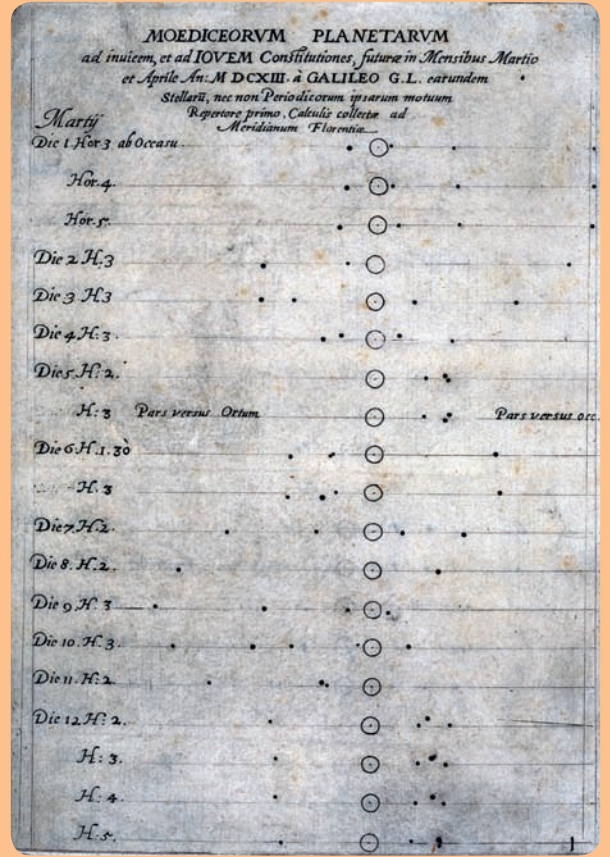 MOEDICEORVM PLANETARVM
ad inuicem, et ad IOVEM Constitutiones, futuræ in Mensibus Martio
et Aprile An: M DCXIII. à GALILEO G.L. earundem
Stellarū, nec non Periodicorum ipsarum motuum
Repertore primo, Calculis collectæ ad
Meridianum Florentiæ
Martij
Die 1. Hor. 3 ab Occasu.
Hor. 4.
Hor. 5.
Die 2 H: 3
Die 3 H 3
Die 4 H: 3.
Die 5. H: 2.
H: 3 Pars versus Ortum Pars versus occ.
Die 6 H. 1. 30
H. 3
Die 7. H. 2.
Die 8. H. 2.
Die 9. H. 3
Die 10. H. 3.
Die 11. H: 2.
Die 12 H: 2.
H: 3.
H: 4.
H: 5.
1